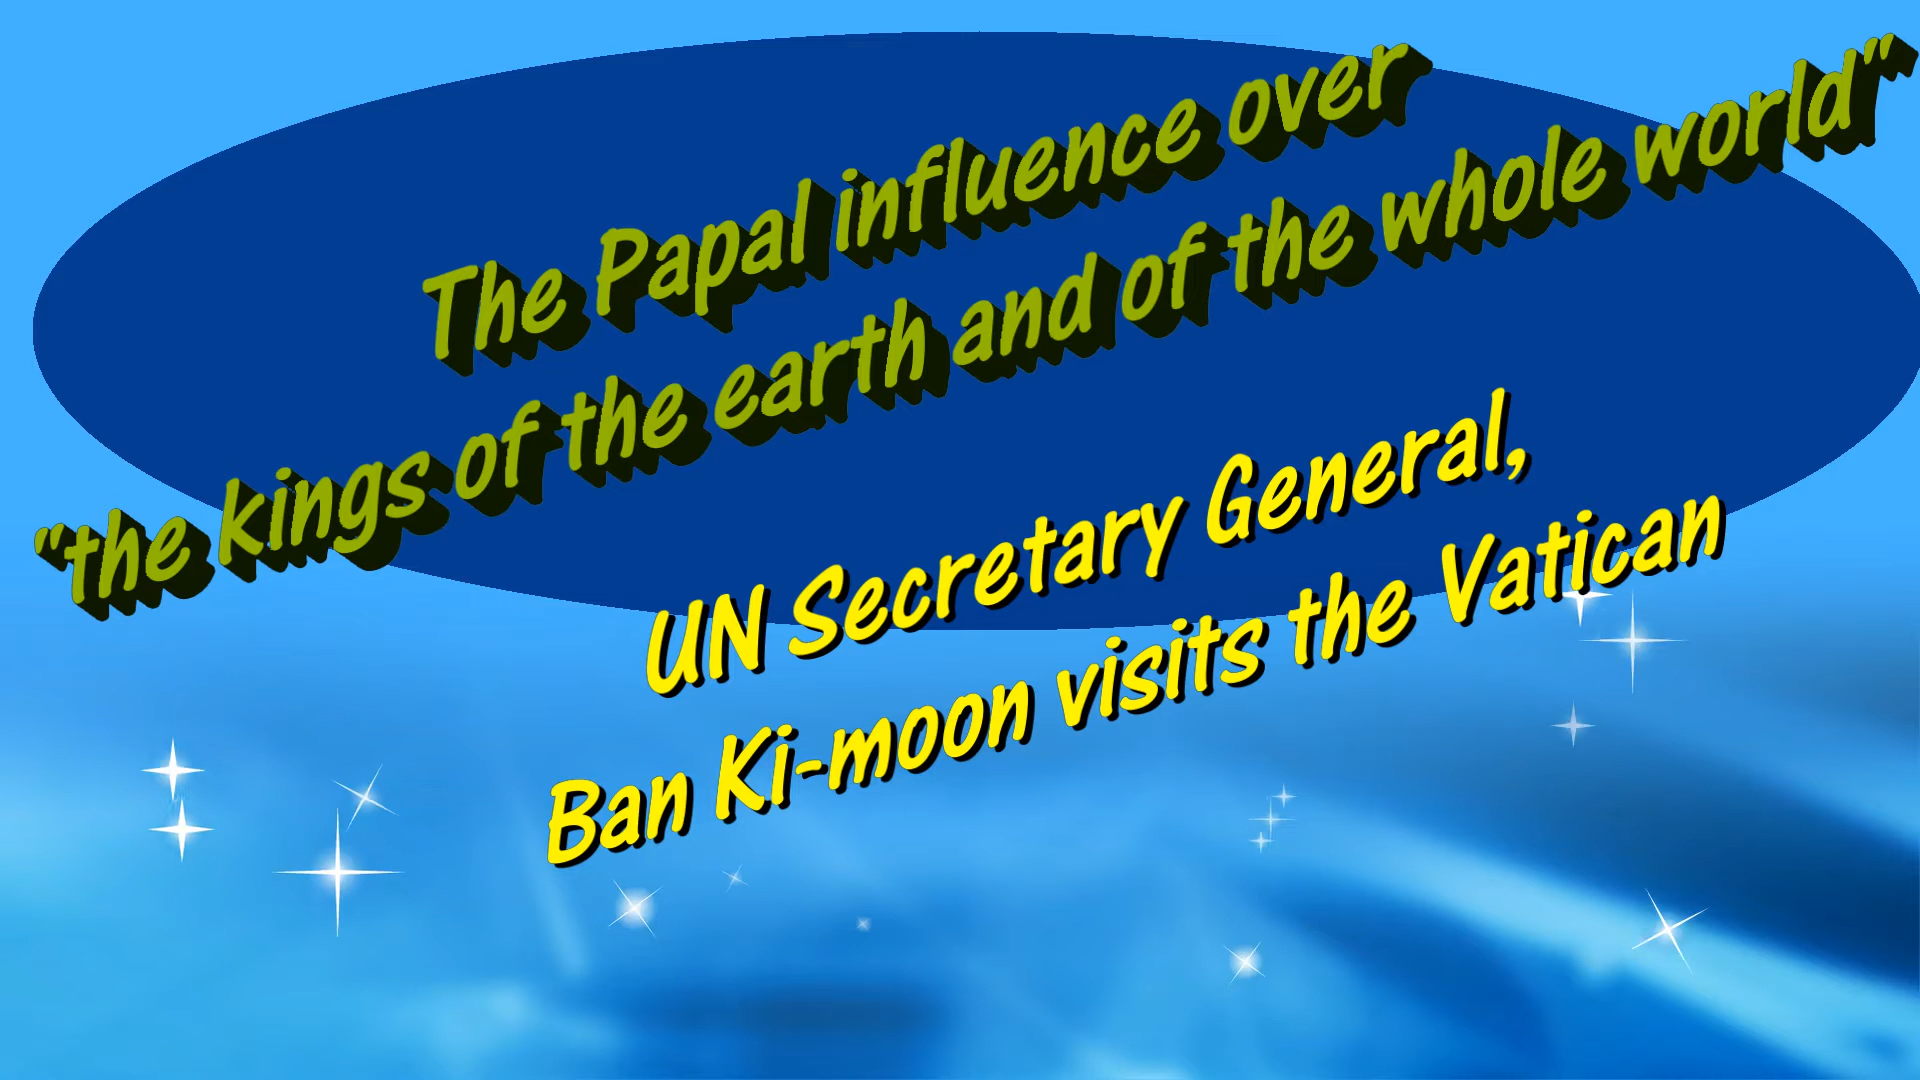 The Papal influence over
"the kings of the earth and of the whole world"
UN Secretary General,
Ban Ki-moon visits the Vatican